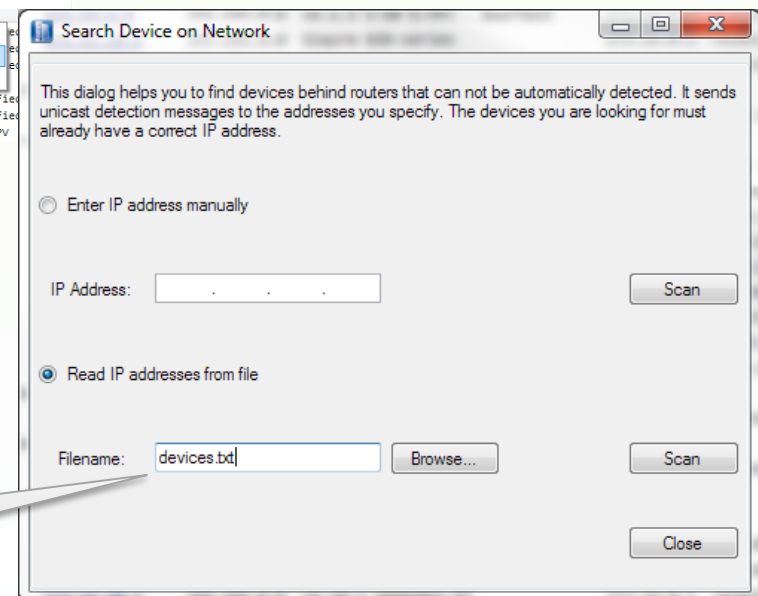 Search Device on Network
This dialog helps you to find devices behind routers that can not be automatically detected. It sends
unicast detection messages to the addresses you specify. The devices you are looking for must
already have a correct IP address.
Enter IP address manually
IP Address: . . . Scan
Read IP addresses from file
Filename: devices.txt Browse... Scan
Close